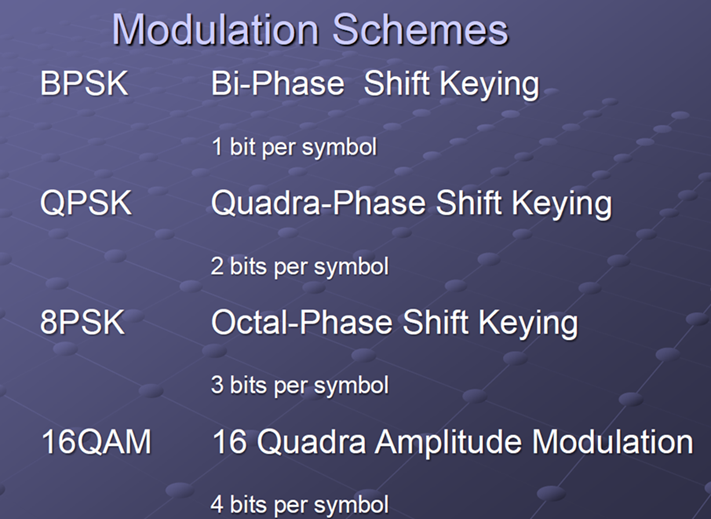 Modulation Schemes
BPSK Bi-Phase Shift Keying
1 bit per symbol
QPSK Quadra-Phase Shift Keying
2 bits per symbol
8PSK Octal-Phase Shift Keying
3 bits per symbol
16QAM 16 Quadra Amplitude Modulation
4 bits per symbol